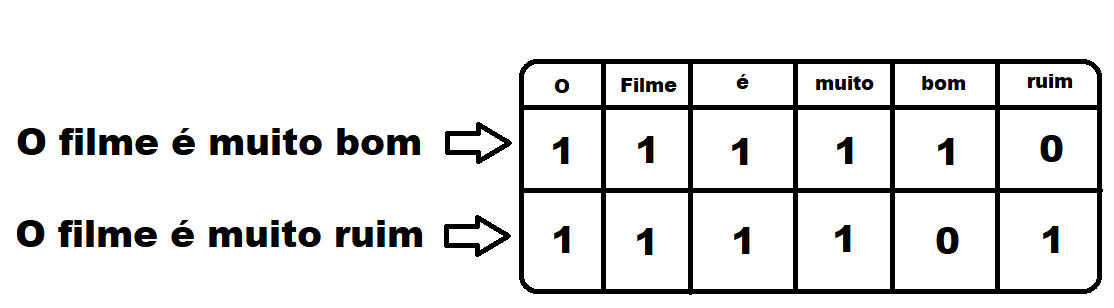 O Filme é muito bom ruim
O filme é muito bom 1 1 1 1 1 0
O filme é muito ruim 1 1 1 1 0 1